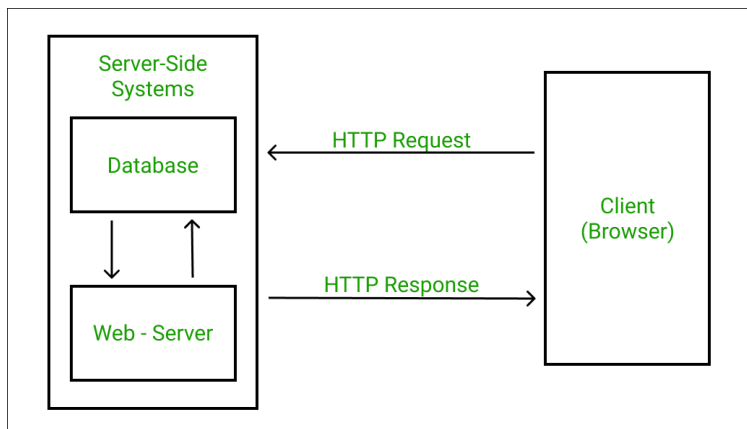 Server-Side
Systems
Database
Web - Server
HTTP Request
HTTP Response
Client
(Browser)